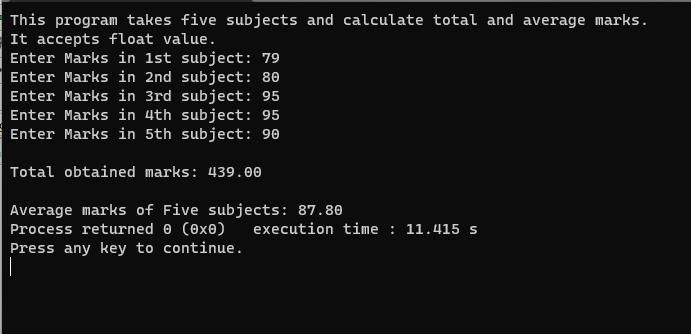 This program takes five subjects and calculate total and average marks.
It accepts float value.
Enter Marks in 1st subject: 79
Enter Marks in 2nd subject: 80
Enter Marks in 3rd subject: 95
Enter Marks in 4th subject: 95
Enter Marks in 5th subject: 90
Total obtained marks: 439.00
Average marks of Five subjects: 87.80
Process returned 0 (0x0)   execution time : 11.415 s
Press any key to continue.